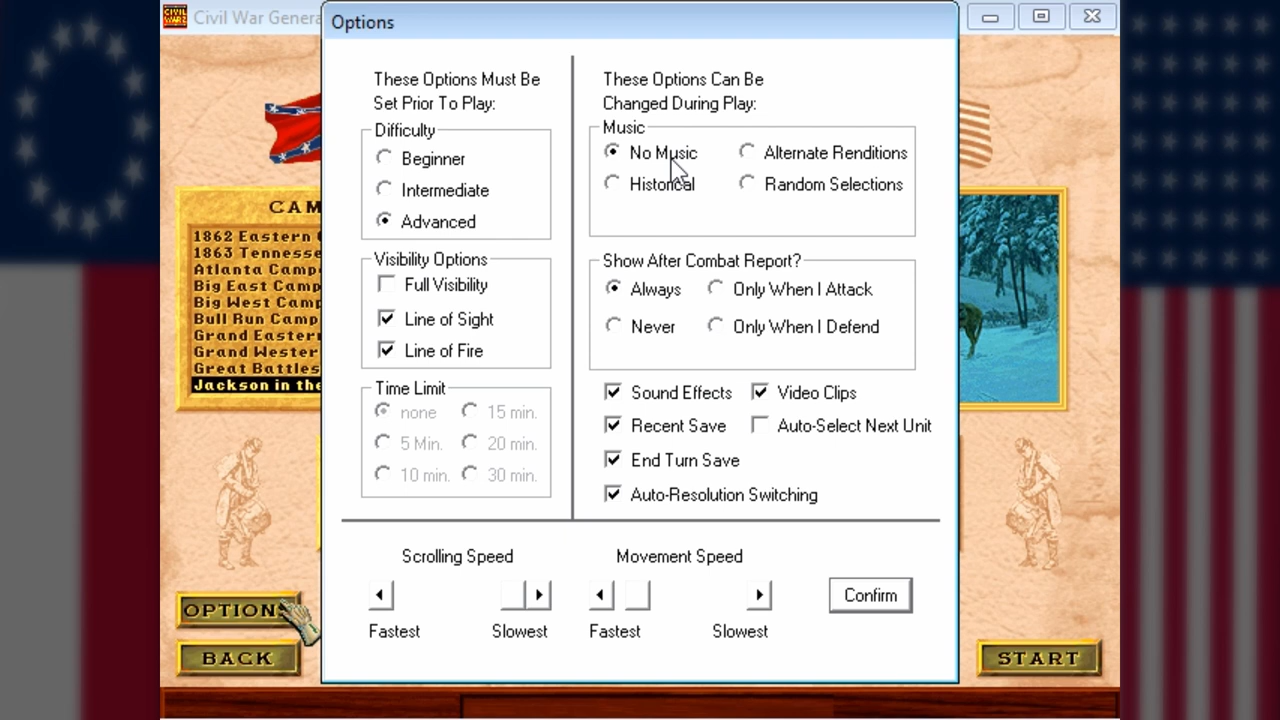 CIVIL WAR2
Civil War Genera
Options
These Options Must Be
Set Prior To Play:
Difficulty
Beginner
Intermediate
Advanced
Visibility Options
Full Visibility
Line of Sight
Line of Fire
Time Limit
none
15 min.
5 Min.
20 min.
10 min.
30 min.
These Options Can Be
Changed During Play:
Music
No Music
Alternate Renditions
Historical
Random Selections
Show After Combat Report?
Always
Only When I Attack
Never
Only When I Defend
Sound Effects
Video Clips
Recent Save
Auto-Select Next Unit
End Turn Save
Auto-Resolution Switching
Scrolling Speed
Fastest
Slowest
Movement Speed
Fastest
Slowest
Confirm
CAM
1862 Eastern
1863 Tennesse
Atlanta Camp
Big East Camp
Big West Camp
Bull Run Camp
Grand Eastern
Grand Wester
Great Battles
Jackson in the
OPTION
BACK
START